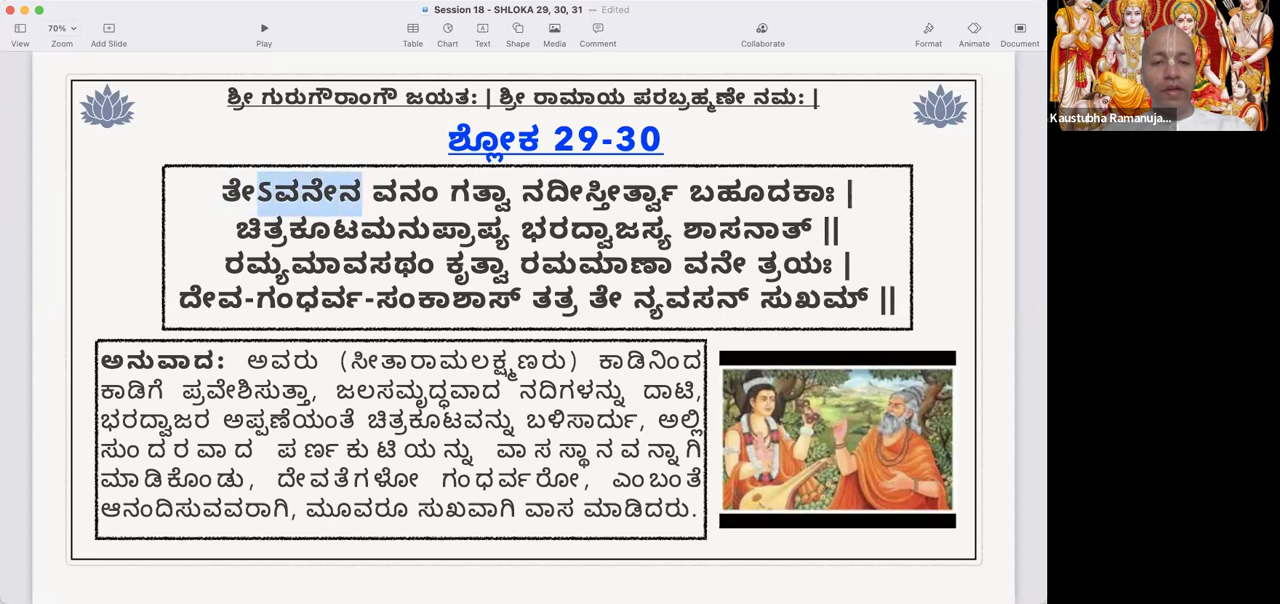 Session 18 - SHLOKA 29, 30, 31 — Edited
70%
View Zoom Add Slide Play Table Chart Text Shape Media Comment Collaborate Format Animate Document
ಶ್ರೀ ಗುರುಗೌರಾಂಗೌ ಜಯತಃ | ಶ್ರೀ ರಾಮಾಯ ಪರಬ್ರಹ್ಮಣೇ ನಮಃ |
ಶ್ಲೋಕ 29-30
ತೇSವನೇನ ವನಂ ಗತ್ವಾ ನದೀಸ್ತೀರ್ತ್ವಾ ಬಹೂದಕಾಃ |
ಚಿತ್ರಕೂಟಮನುಪ್ರಾಪ್ಯ ಭರದ್ವಾಜಸ್ಯ ಶಾಸನಾತ್ ||
ರಮ್ಯಮಾವಸಥಂ ಕೃತ್ವಾ ರಮಮಾಣಾ ವನೇ ತ್ರಯಃ |
ದೇವ-ಗಂಧರ್ವ-ಸಂಕಾಶಾಸ್ ತತ್ರ ತೇ ನ್ಯವಸನ್ ಸುಖಮ್ ||
ಅನುವಾದ: ಅವರು (ಸೀತಾರಾಮಲಕ್ಷ್ಮಣರು) ಕಾಡಿನಿಂದ
ಕಾಡಿಗೆ ಪ್ರವೇಶಿಸುತ್ತಾ, ಜಲಸಮೃದ್ಧವಾದ ನದಿಗಳನ್ನು ದಾಟಿ,
ಭರದ್ವಾಜರ ಅಪ್ಪಣೆಯಂತೆ ಚಿತ್ರಕೂಟವನ್ನು ಬಳಿಸಾರ್ದು, ಅಲ್ಲಿ
ಸುಂದರವಾದ ಪರ್ಣಕುಟಿಯನ್ನು ವಾಸಸ್ಥಾನವನ್ನಾಗಿ
ಮಾಡಿಕೊಂಡು, ದೇವತೆಗಳೋ ಗಂಧರ್ವರೋ, ಎಂಬಂತೆ
ಆನಂದಿಸುವವರಾಗಿ, ಮೂವರೂ ಸುಖವಾಗಿ ವಾಸ ಮಾಡಿದರು.
Kaustubha Ramanuja...